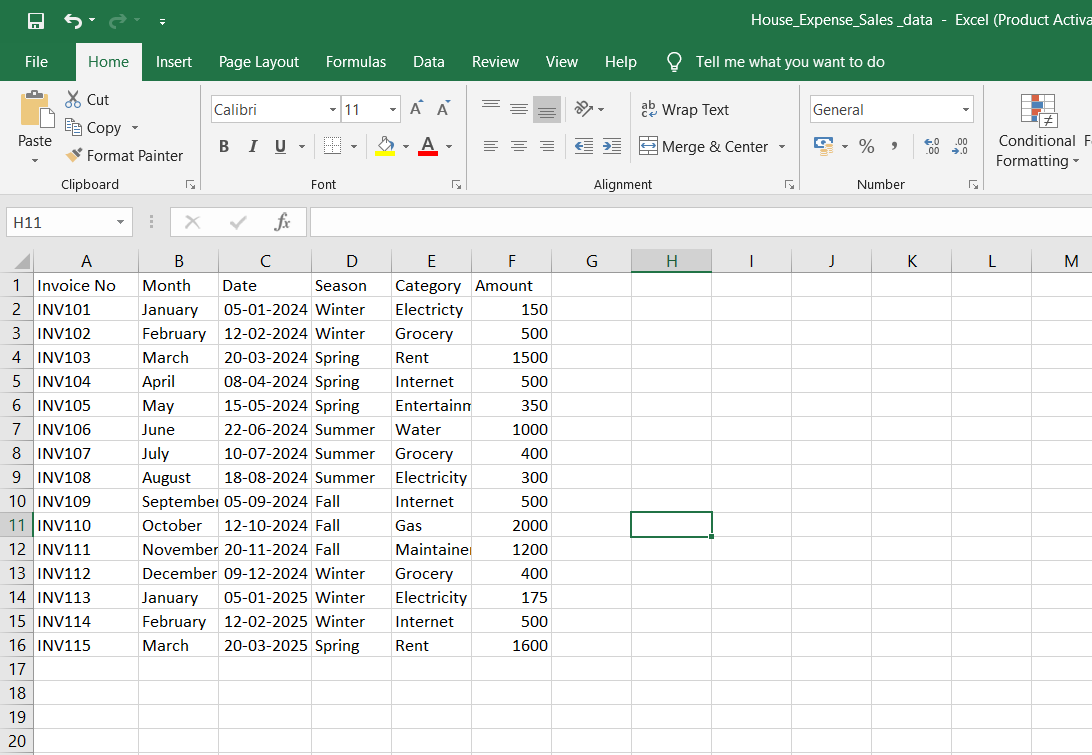 House_Expense_Sales _data - Excel (Product Activa
File Home Insert Page Layout Formulas Data Review View Help Tell me what you want to do
Paste
Cut
Copy
Format Painter
Clipboard
Calibri 11
B I U A
Font
ab Wrap Text
Merge & Center
Alignment
General
% ,
Number
Conditional
Formatting
H11 fx
A B C D E F G H I J K L M
1 Invoice No Month Date Season Category Amount
2 INV101 January 05-01-2024 Winter Electricty 150
3 INV102 February 12-02-2024 Winter Grocery 500
4 INV103 March 20-03-2024 Spring Rent 1500
5 INV104 April 08-04-2024 Spring Internet 500
6 INV105 May 15-05-2024 Spring Entertainm 350
7 INV106 June 22-06-2024 Summer Water 1000
8 INV107 July 10-07-2024 Summer Grocery 400
9 INV108 August 18-08-2024 Summer Electricity 300
10 INV109 September 05-09-2024 Fall Internet 500
11 INV110 October 12-10-2024 Fall Gas 2000
12 INV111 November 20-11-2024 Fall Maintainer 1200
13 INV112 December 09-12-2024 Winter Grocery 400
14 INV113 January 05-01-2025 Winter Electricity 175
15 INV114 February 12-02-2025 Winter Internet 500
16 INV115 March 20-03-2025 Spring Rent 1600
17
18
19
20